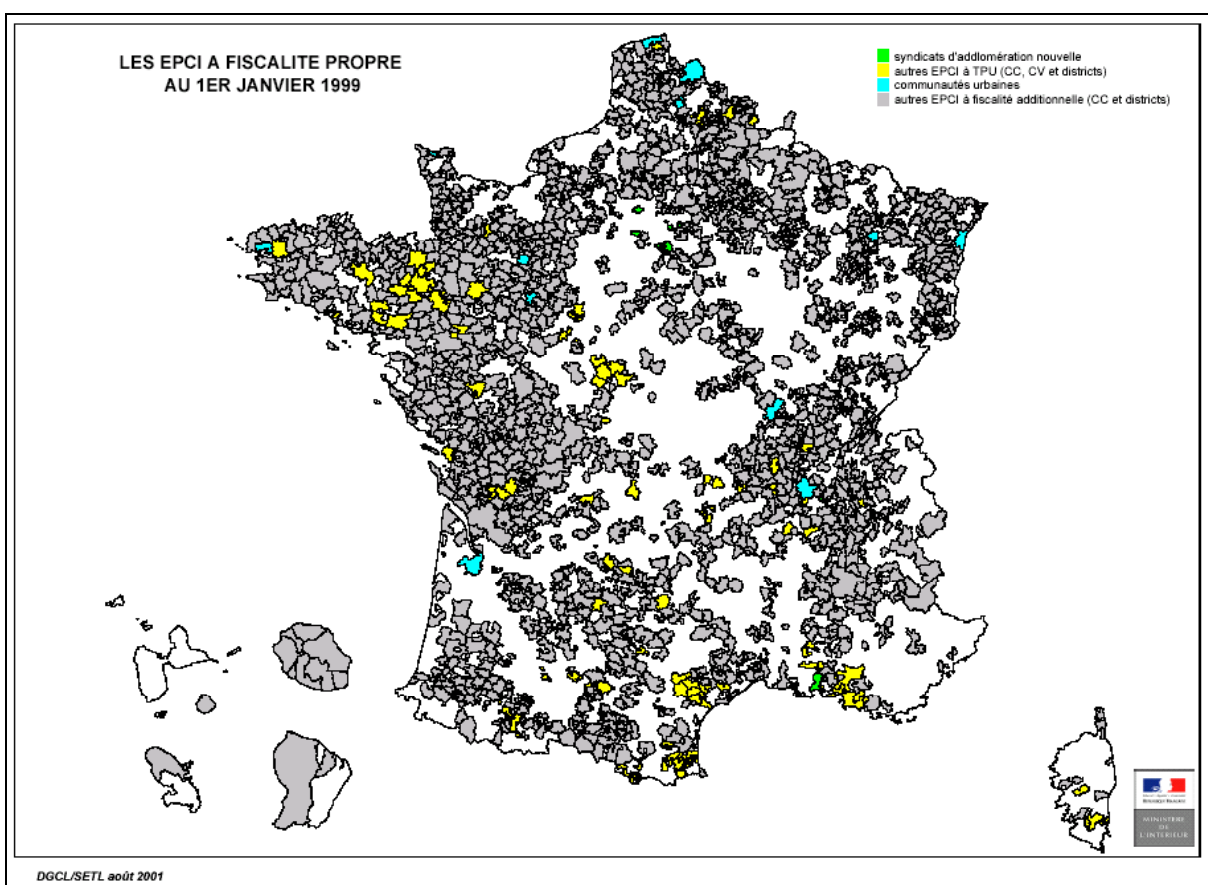 LES EPCI A FISCALITE PROPRE
AU 1ER JANVIER 1999
syndicats d'addlomération nouvelle
autres EPCI à TPU (CC, CV et districts)
communautés urbaines
autres EPCI à fiscalité additionnelle (CC et districts)
MINISTERE
DE
L'INTERIEUR
DGCL/SETL août 2001